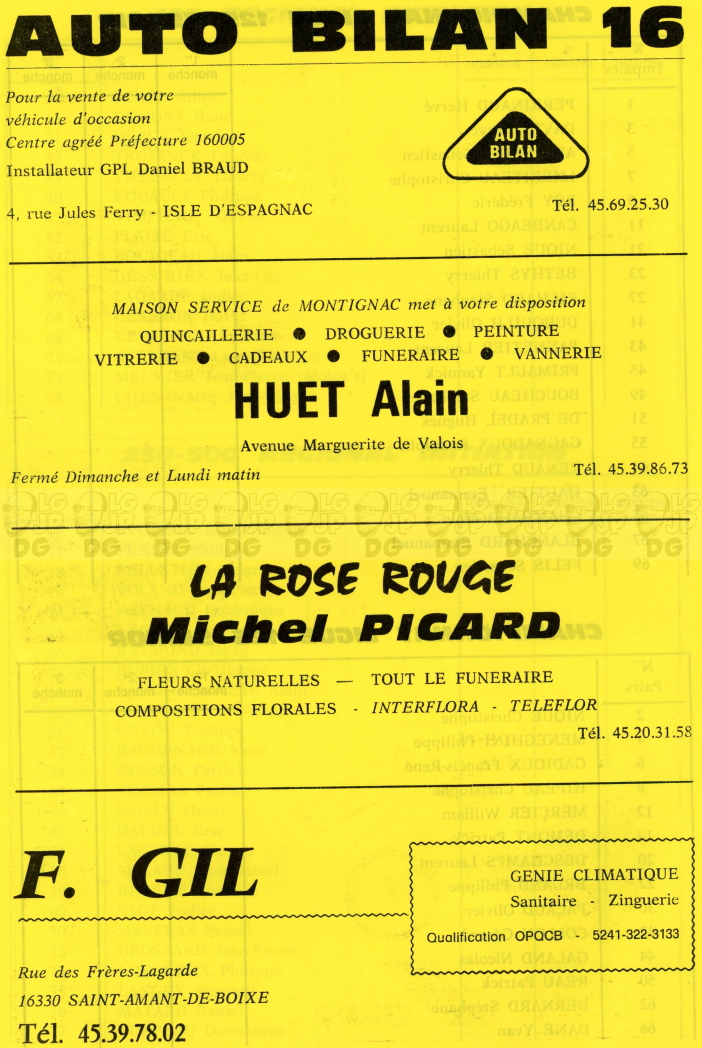 AUTO BILAN 16
Pour la vente de votre
véhicule d'occasion
Centre agréé Préfecture 160005
Installateur GPL Daniel BRAUD
4, rue Jules Ferry - ISLE D'ESPAGNAC
AUTO
BILAN
Tél. 45.69.25.30
MAISON SERVICE de MONTIGNAC met à votre disposition
QUINCAILLERIE ● DROGUERIE ● PEINTURE
VITRERIE ● CADEAUX ● FUNERAIRE ● VANNERIE
HUET Alain
Avenue Marguerite de Valois
Fermé Dimanche et Lundi matin
Tél. 45.39.86.73
LA ROSE ROUGE
Michel PICARD
FLEURS NATURELLES — TOUT LE FUNERAIRE
COMPOSITIONS FLORALES - INTERFLORA - TELEFLOR
Tél. 45.20.31.58
F. GIL
GENIE CLIMATIQUE
Sanitaire - Zinguerie
Qualification OPQCB - 5241-322-3133
Rue des Frères-Lagarde
16330 SAINT-AMANT-DE-BOIXE
Tél. 45.39.78.02